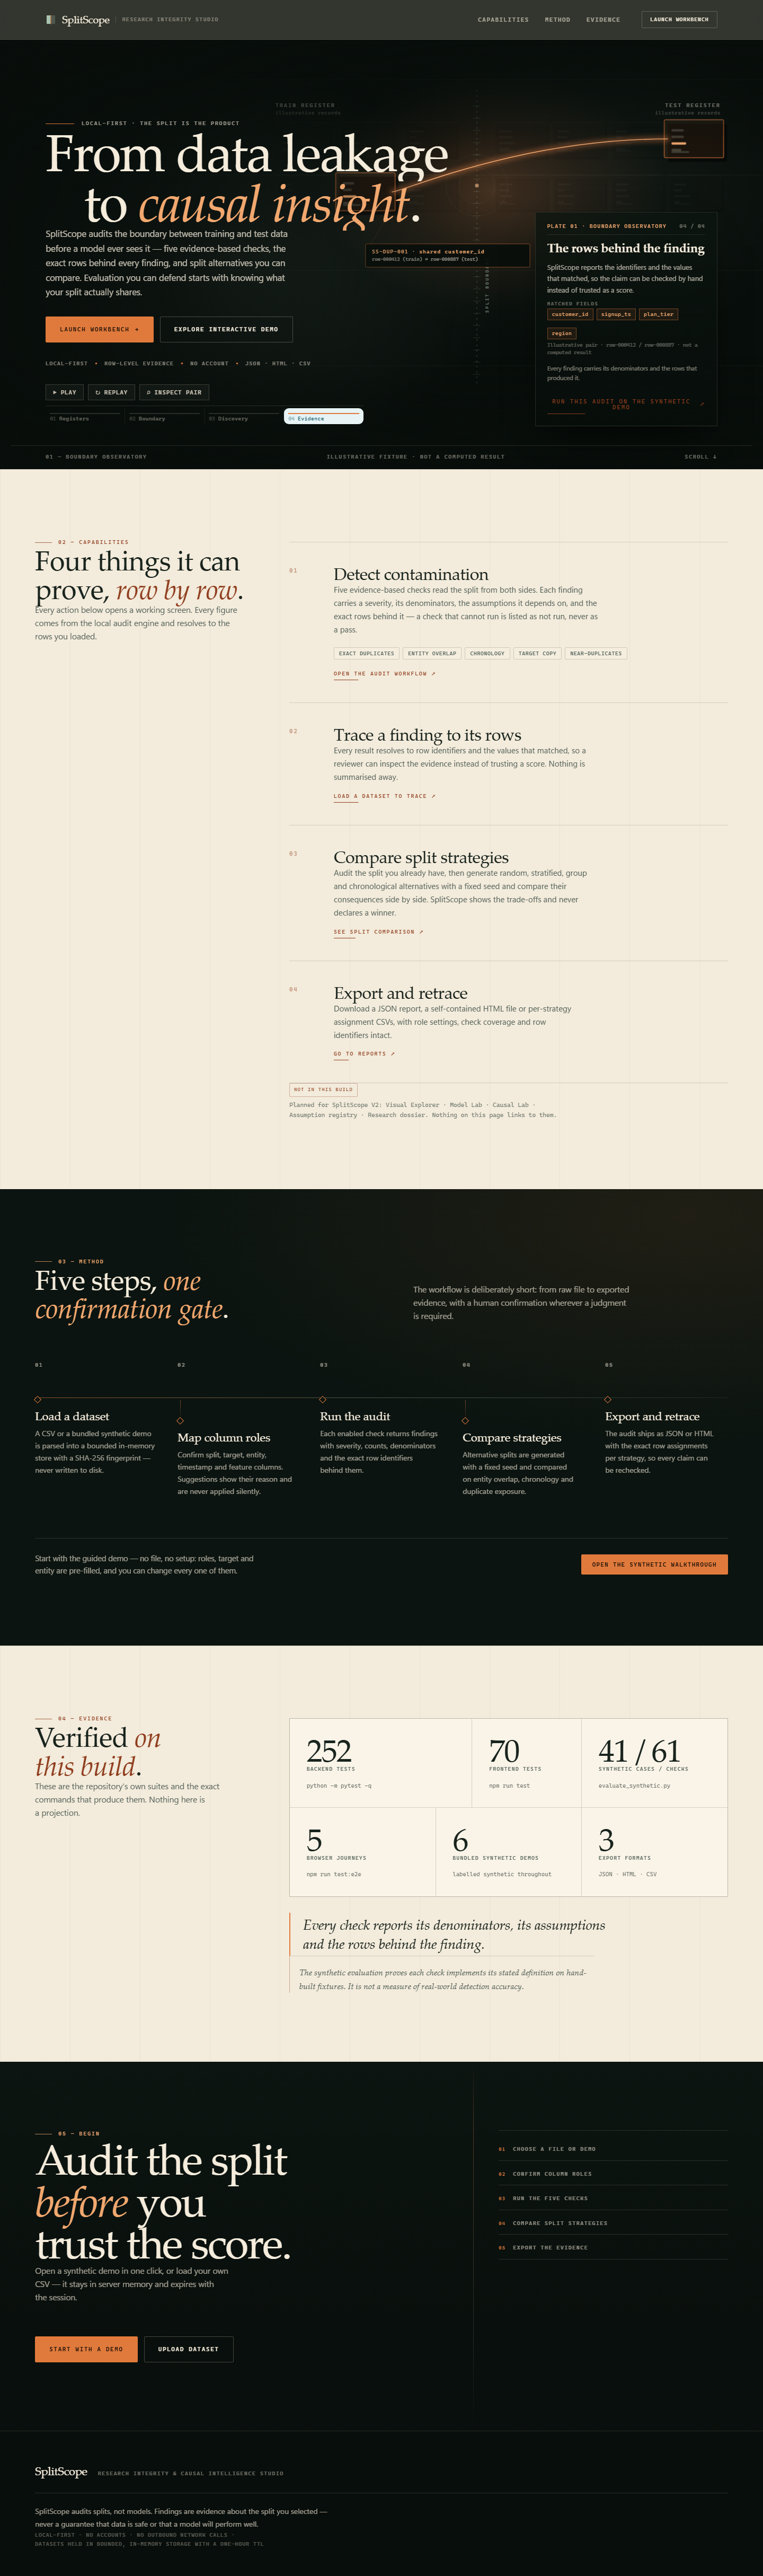 SplitScope
RESEARCH INTEGRITY STUDIO
CAPABILITIES
METHOD
EVIDENCE
LAUNCH WORKBENCH
TRAIN REGISTER
illustrative records
TEST REGISTER
illustrative records
LOCAL-FIRST · THE SPLIT IS THE PRODUCT
From data leakage
to causal insight.
SplitScope audits the boundary between training and test data
before a model ever sees it — five evidence-based checks, the
exact rows behind every finding, and split alternatives you can
compare. Evaluation you can defend starts with knowing what
your split actually shares.
LAUNCH WORKBENCH →
EXPLORE INTERACTIVE DEMO
LOCAL-FIRST • ROW-LEVEL EVIDENCE • NO ACCOUNT • JSON · HTML · CSV
▶ PLAY
↻ REPLAY
⌕ INSPECT PAIR
01 Registers
02 Boundary
03 Discovery
04 Evidence
SS-DUP-001 · shared customer_id
row-000412 (train) = row-000887 (test)
PLATE 01 · BOUNDARY OBSERVATORY
04 / 04
The rows behind the finding
SplitScope reports the identifiers and the values
that matched, so the claim can be checked by hand
instead of trusted as a score.
MATCHED FIELDS
customer_id
signup_ts
plan_tier
region
Illustrative pair · row-000412 / row-000887 · not a
computed result
Every finding carries its denominators and the rows that
produced it.
RUN THIS AUDIT ON THE SYNTHETIC
DEMO ↗
01 — BOUNDARY OBSERVATORY
ILLUSTRATIVE FIXTURE · NOT A COMPUTED RESULT
SCROLL ↓
02 — CAPABILITIES
Four things it can
prove, row by row.
Every action below opens a working screen. Every figure
comes from the local audit engine and resolves to the
rows you loaded.
01
Detect contamination
Five evidence-based checks read the split from both sides. Each finding
carries a severity, its denominators, the assumptions it depends on, and the
exact rows behind it — a check that cannot run is listed as not run, never as
a pass.
EXACT DUPLICATES
ENTITY OVERLAP
CHRONOLOGY
TARGET COPY
NEAR-DUPLICATES
OPEN THE AUDIT WORKFLOW ↗
02
Trace a finding to its rows
Every result resolves to row identifiers and the values that matched, so a
reviewer can inspect the evidence instead of trusting a score. Nothing is
summarised away.
LOAD A DATASET TO TRACE ↗
03
Compare split strategies
Audit the split you already have, then generate random, stratified, group
and chronological alternatives with a fixed seed and compare their
consequences side by side. SplitScope shows the trade-offs and never
declares a winner.
SEE SPLIT COMPARISON ↗
04
Export and retrace
Download a JSON report, a self-contained HTML file or per-strategy
assignment CSVs, with role settings, check coverage and row
identifiers intact.
GO TO REPORTS ↗
NOT IN THIS BUILD
Planned for SplitScope V2: Visual Explorer · Model Lab · Causal Lab ·
Assumption registry · Research dossier. Nothing on this page links to them.
03 — METHOD
Five steps, one
confirmation gate.
The workflow is deliberately short: from raw file to exported
evidence, with a human confirmation wherever a judgment
is required.
01
Load a dataset
A CSV or a bundled synthetic demo
is parsed into a bounded in-memory
store with a SHA-256 fingerprint —
never written to disk.
02
Map column roles
Confirm split, target, entity,
timestamp and feature columns.
Suggestions show their reason and
are never applied silently.
03
Run the audit
Each enabled check returns findings
with severity, counts, denominators
and the exact row identifiers
behind them.
04
Compare strategies
Alternative splits are generated
with a fixed seed and compared
on entity overlap, chronology and
duplicate exposure.
05
Export and retrace
The audit ships as JSON or HTML
with the exact row assignments
per strategy, so every claim can
be rechecked.
Start with the guided demo — no file, no setup: roles, target and
entity are pre-filled, and you can change every one of them.
OPEN THE SYNTHETIC WALKTHROUGH
04 — EVIDENCE
Verified on
this build.
These are the repository's own suites and the exact
commands that produce them. Nothing here is
a projection.
252
BACKEND TESTS
python -m pytest -q
70
FRONTEND TESTS
npm run test
41 / 61
SYNTHETIC CASES / CHECKS
evaluate_synthetic.py
5
BROWSER JOURNEYS
npm run test:e2e
6
BUNDLED SYNTHETIC DEMOS
labelled synthetic throughout
3
EXPORT FORMATS
JSON · HTML · CSV
Every check reports its denominators, its assumptions
and the rows behind the finding.
The synthetic evaluation proves each check implements its stated definition on hand-
built fixtures. It is not a measure of real-world detection accuracy.
05 — BEGIN
Audit the split
before you
trust the score.
Open a synthetic demo in one click, or load your own
CSV — it stays in server memory and expires with
the session.
START WITH A DEMO
UPLOAD DATASET
01 CHOOSE A FILE OR DEMO
02 CONFIRM COLUMN ROLES
03 RUN THE FIVE CHECKS
04 COMPARE SPLIT STRATEGIES
05 EXPORT THE EVIDENCE
SplitScope
RESEARCH INTEGRITY & CAUSAL INTELLIGENCE STUDIO
SplitScope audits splits, not models. Findings are evidence about the split you selected —
never a guarantee that data is safe or that a model will perform well.
LOCAL-FIRST · NO ACCOUNTS · NO OUTBOUND NETWORK CALLS ·
DATASETS HELD IN BOUNDED, IN-MEMORY STORAGE WITH A ONE-HOUR TTL